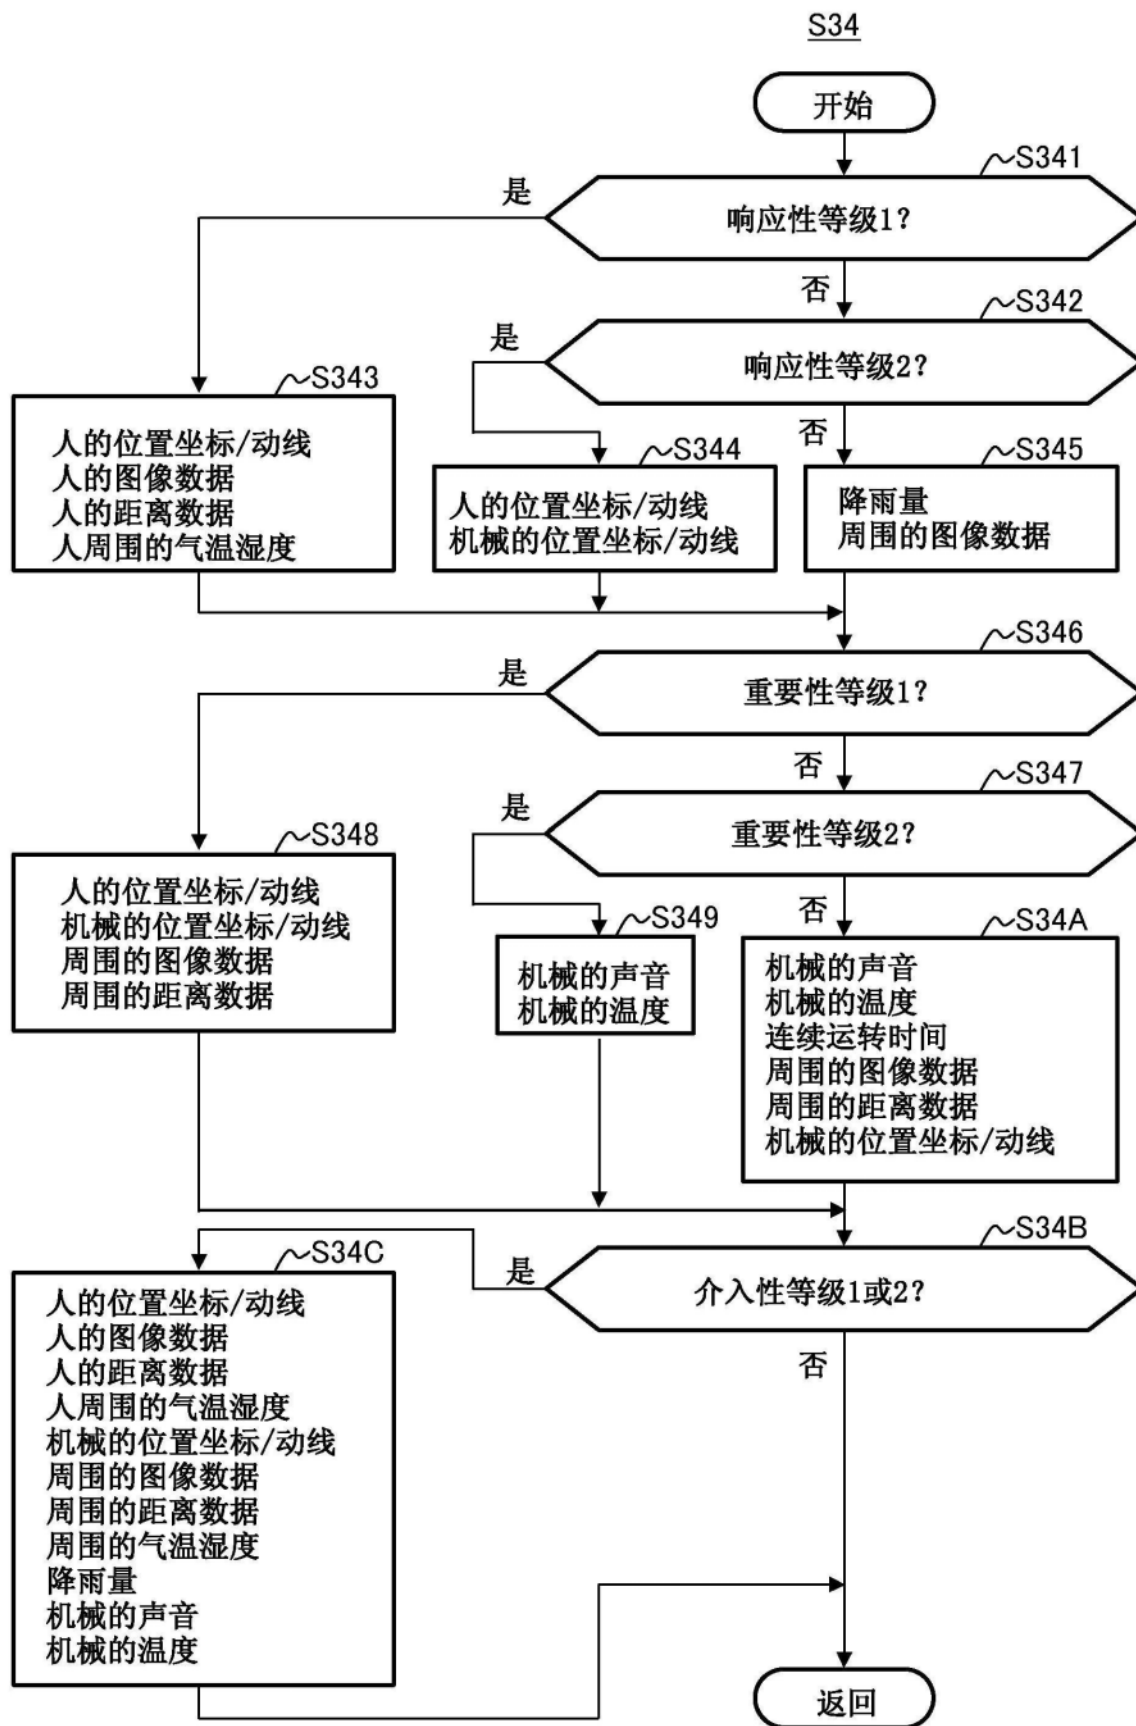 S34
开始
S341
是
响应性等级1？
否
S342
是
响应性等级2？
否
S343
人的位置坐标/动线
人的图像数据
人的距离数据
人周围的气温湿度
S344
人的位置坐标/动线
机械的位置坐标/动线
S345
降雨量
周围的图像数据
S346
是
重要性等级1？
否
S347
是
重要性等级2？
否
S348
人的位置坐标/动线
机械的位置坐标/动线
周围的图像数据
周围的距离数据
S349
机械的声音
机械的温度
S34A
机械的声音
机械的温度
连续运转时间
周围的图像数据
周围的距离数据
机械的位置坐标/动线
S34B
是
介入性等级1或2？
否
S34C
人的位置坐标/动线
人的图像数据
人的距离数据
人周围的气温湿度
机械的位置坐标/动线
周围的图像数据
周围的距离数据
周围的气温湿度
降雨量
机械的声音
机械的温度
返回